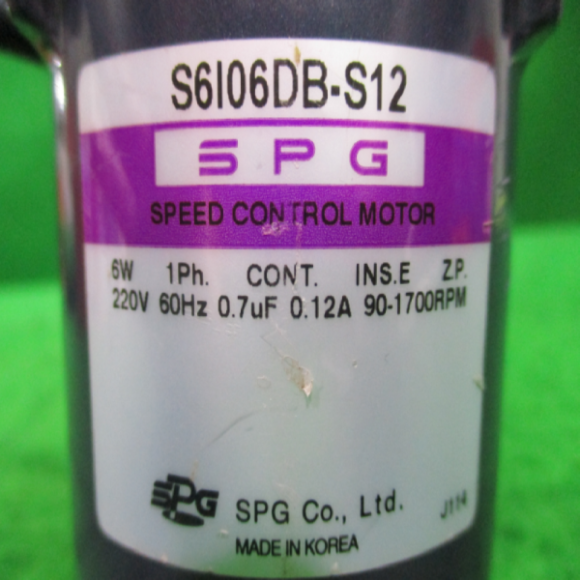 S6I06DB-S12
SPG
SPEED CONTROL MOTOR
6W 1Ph. CONT. INS.E Z.P.
220V 60Hz 0.7uF 0.12A 90-1700RPM
SPG SPG Co., Ltd. J114
MADE IN KOREA